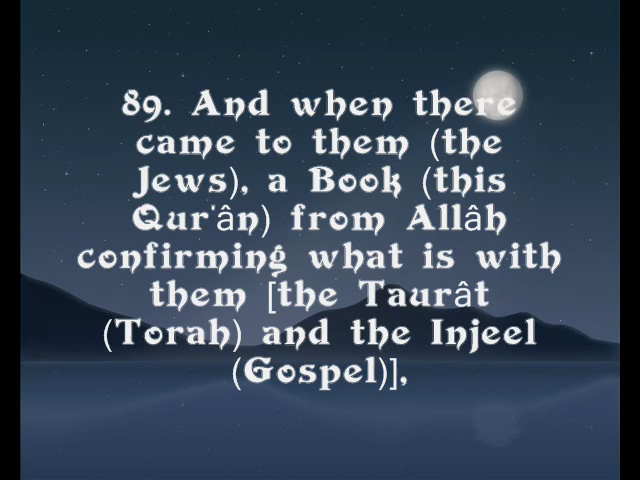 89. And when there
came to them (the
Jews), a Book (this
Qur'ân) from Allâh
confirming what is with
them [the Taurât
(Torah) and the Injeel
(Gospel)],